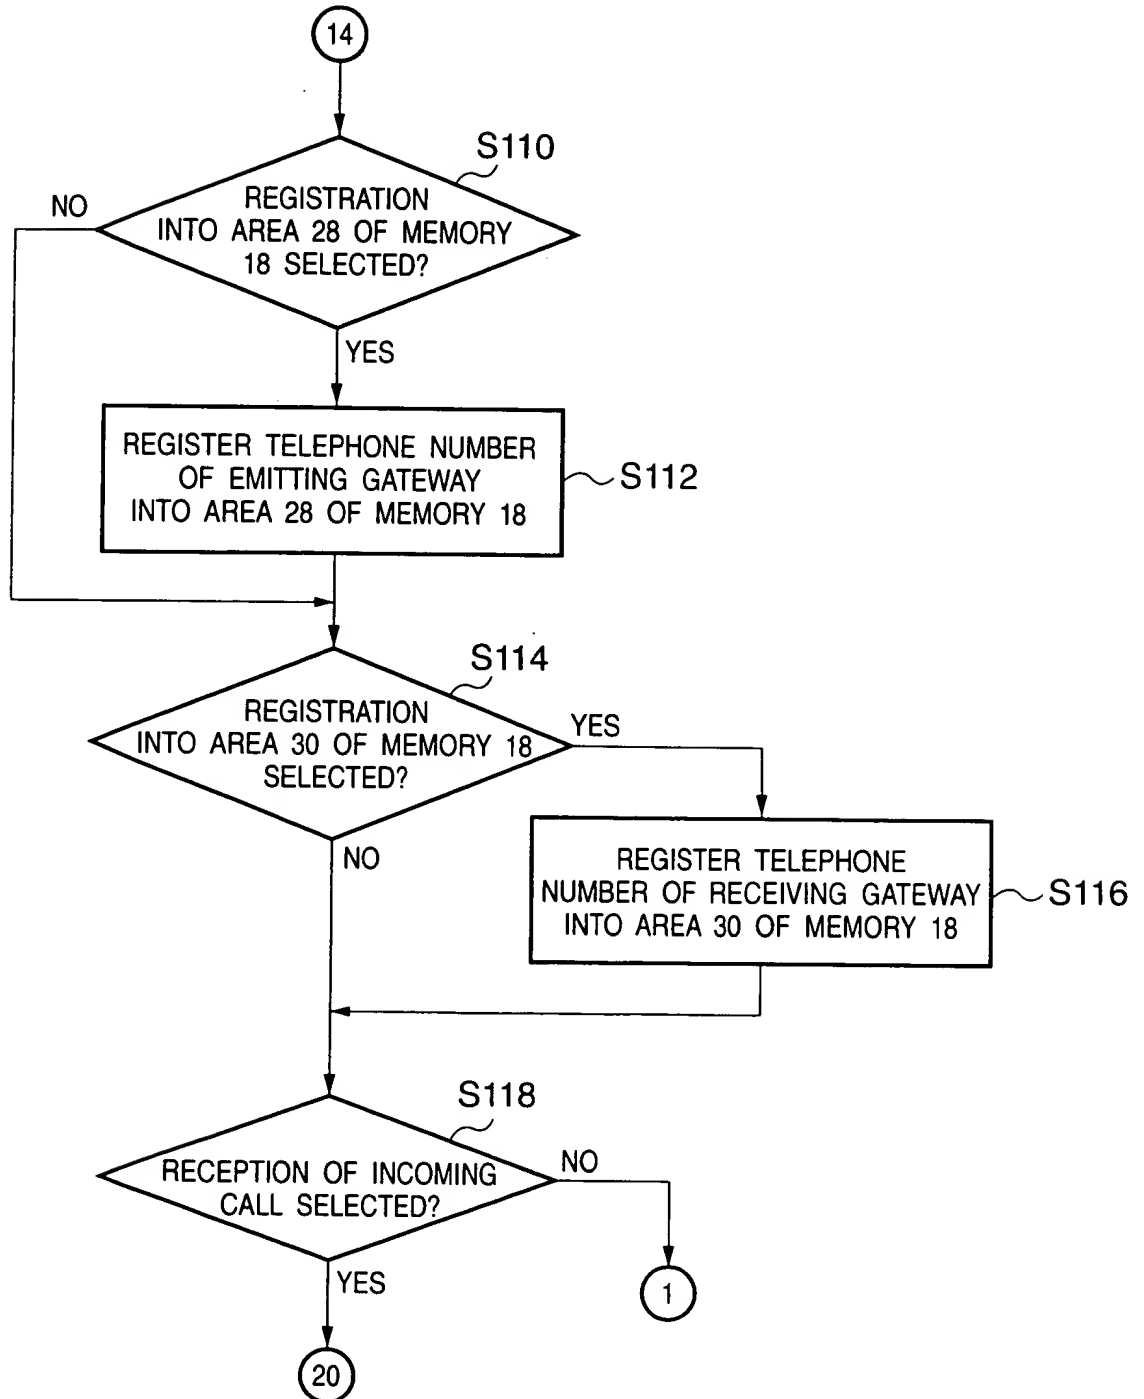 14
S110
REGISTRATION
INTO AREA 28 OF MEMORY
18 SELECTED?
NO
YES
REGISTER TELEPHONE NUMBER
OF EMITTING GATEWAY
INTO AREA 28 OF MEMORY 18
S112
S114
REGISTRATION
INTO AREA 30 OF MEMORY 18
SELECTED?
YES
NO
REGISTER TELEPHONE
NUMBER OF RECEIVING GATEWAY
INTO AREA 30 OF MEMORY 18
S116
S118
RECEPTION OF INCOMING
CALL SELECTED?
NO
YES
1
20